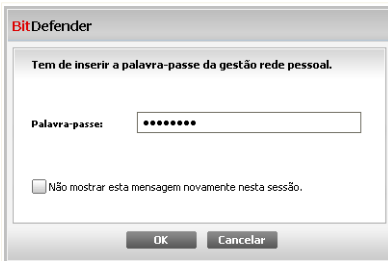 BitDefender
Tem de inserir a palavra-passe da gestão rede pessoal.
Palavra-passe: ●●●●●●●●
Não mostrar esta mensagem novamente nesta sessão.
OK Cancelar